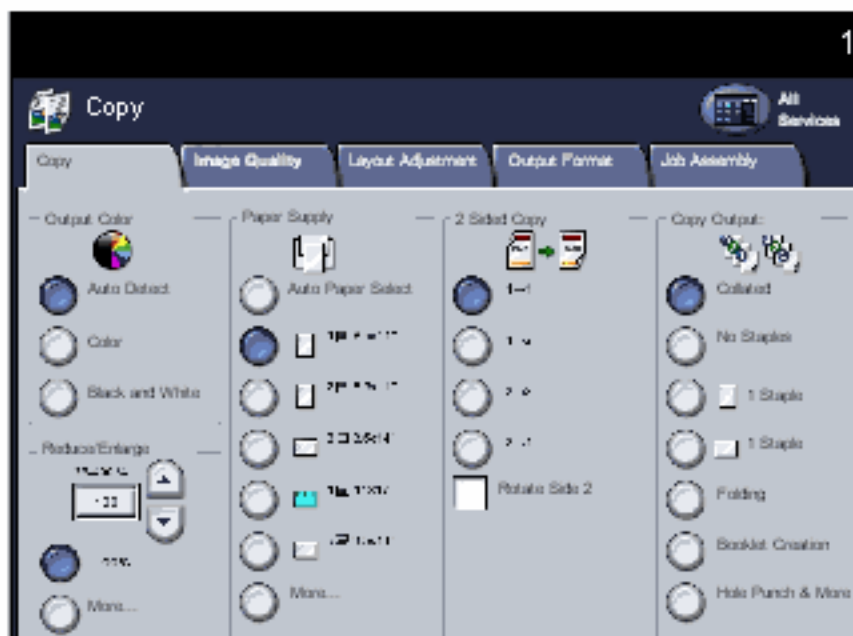 1
Copy
All
Services
Copy
Image Quality
Layout Adjustment
Output Format
Job Assembly
Output Color
Auto Detect
Color
Black and White
Reduce/Enlarge
More...
Paper Supply
Auto Paper Select
More...
2 Sided Copy
Rotate Side 2
Copy Output:
Collated
No Staples
1 Staple
1 Staple
Folding
Booklet Creation
Hole Punch & More